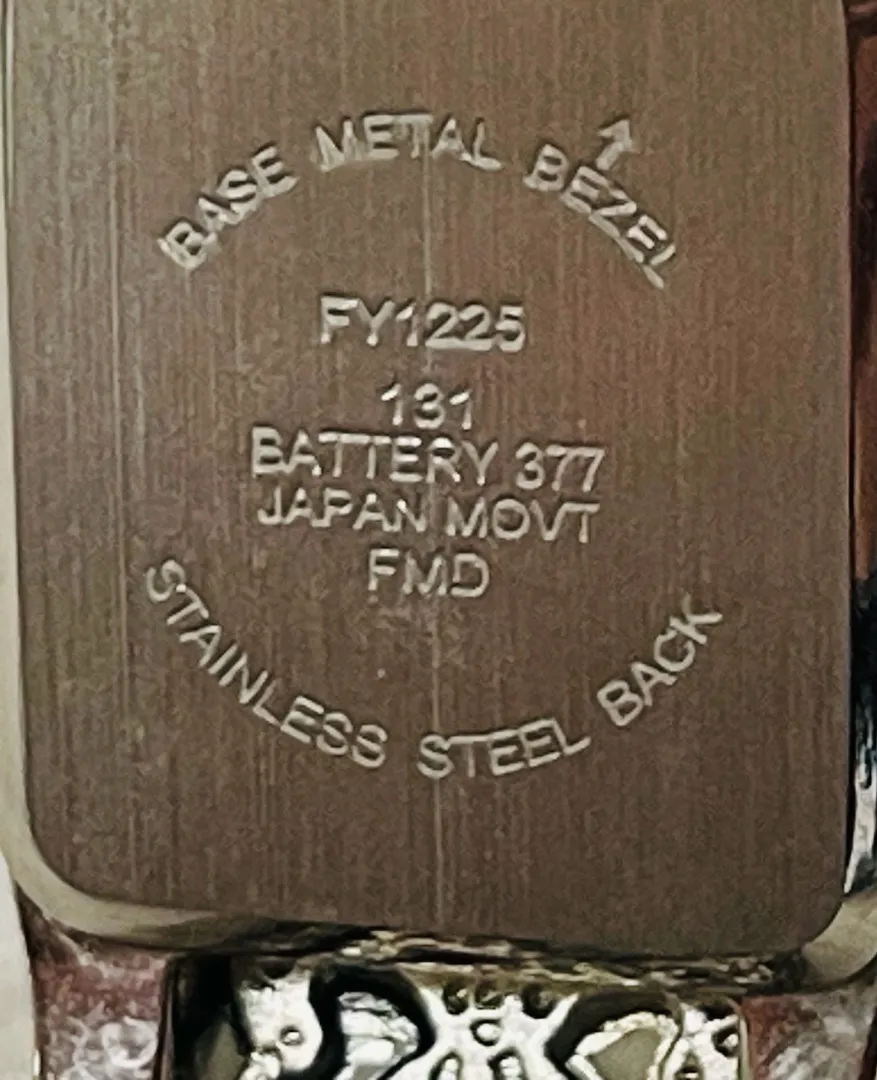 BASE METAL BEZEL
FY1225
131
BATTERY 377
JAPAN MOVT
FMD
STAINLESS STEEL BACK